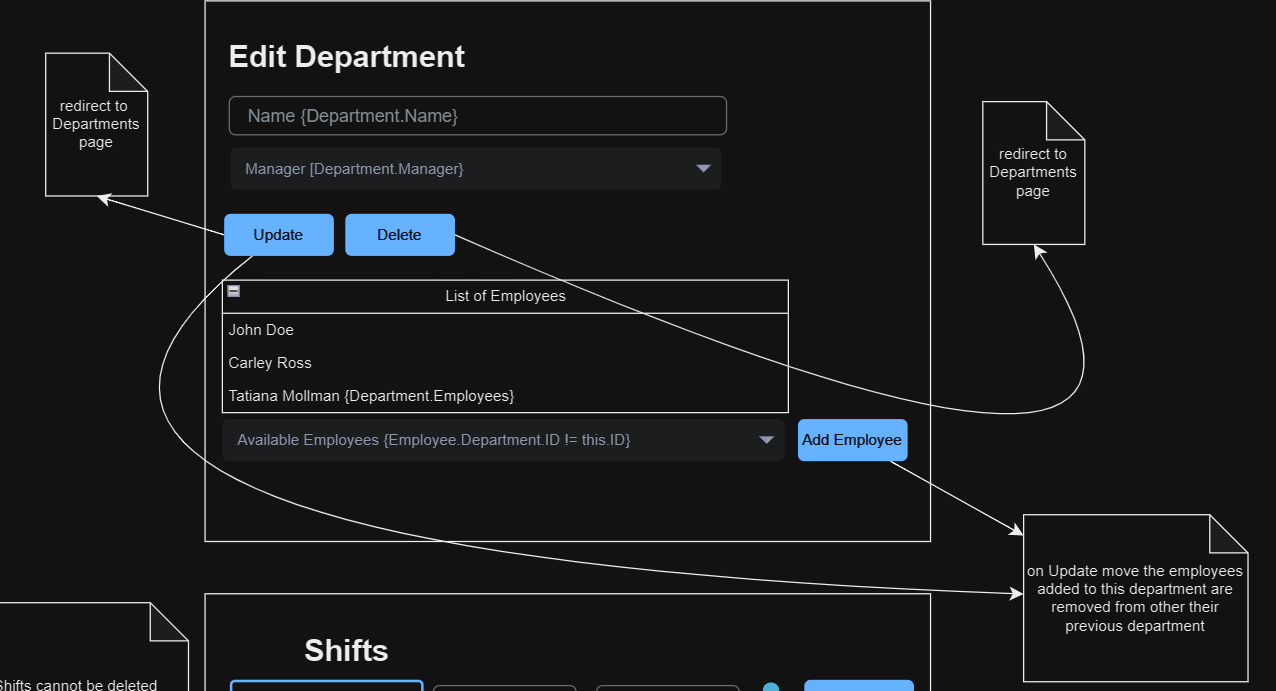 Edit Department
redirect to
Departments
page
Name {Department.Name}
redirect to
Departments
page
Manager [Department.Manager}
Update
Delete
List of Employees
John Doe
Carley Ross
Tatiana Mollman {Department.Employees}
Available Employees {Employee.Department.ID != this.ID}
Add Employee
on Update move the employees
added to this department are
removed from other their
previous department
Shifts
Shifts cannot be deleted